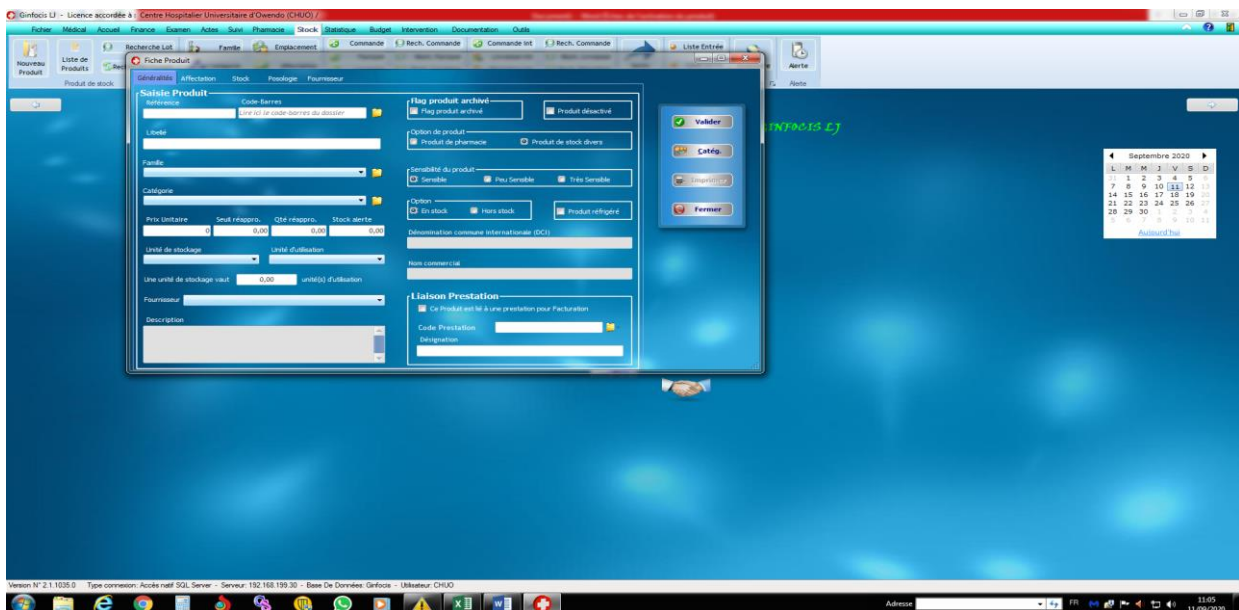 Ginfocis LJ - Licence accordée à : Centre Hospitalier Universitaire d'Owendo (CHUO) /
Fichier Médical Accueil Finance Examen Actes Suivi Pharmacie Stock Statistique Budget Intervention Documentation Outils
Nouveau Produit
Liste de Produits
Recherche Lot
Famille
Emplacement
Commande
Rech. Commande
Commande Int
Rech. Commande
Liste Entrée
Alerte
Produit de stock
Alerte
Fiche Produit
Généralités Affectation Stock Posologie Fournisseur
Saisie Produit
Référence Code-Barres
Lire ici le code-barres du dossier
Libellé
Famille
Catégorie
Prix Unitaire Seuil réappro. Qté réappro. Stock alerte
0 0,00 0,00 0,00
Unité de stockage Unité d'utilisation
Une unité de stockage vaut 0,00 unité(s) d'utilisation
Fournisseur
Description
Flag produit archivé
Flag produit archivé Produit désactivé
Option de produit
Produit de pharmacie Produit de stock divers
Sensibilité du produit
Sensible Peu Sensible Très Sensible
Option
En stock Hors stock Produit réfrigéré
Dénomination commune internationale (DCI)
Nom commercial
Liaison Prestation
Ce Produit est lié à une prestation pour Facturation
Code Prestation
Désignation
Valider
Catég.
Imprimer
Fermer
GINFOCIS LJ
Septembre 2020
L M M J V S D
31 1 2 3 4 5 6
7 8 9 10 11 12 13
14 15 16 17 18 19 20
21 22 23 24 25 26 27
28 29 30 1 2 3 4
5 6 7 8 9 10 11
Aujourd'hui
Version N° 2.1.1035.0 Type connexion: Accès natif SQL Server - Serveur: 192.168.199.30 - Base De Données: Ginfocis - Utilisateur: CHUO
Adresse
FR
11:05
11/09/2020